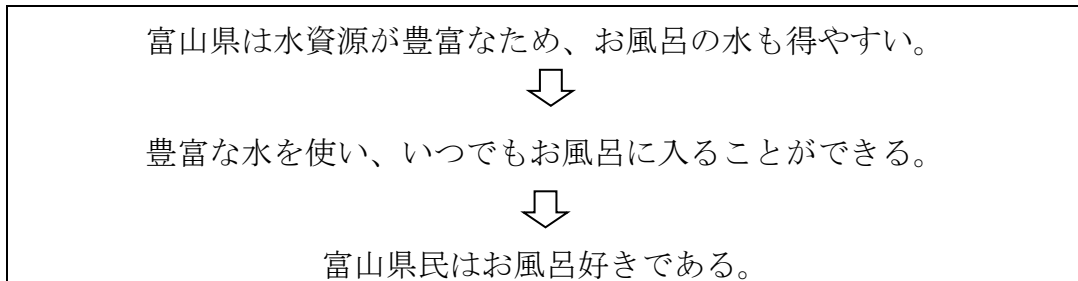 富山県は水資源が豊富なため、お風呂の水も得やすい。
豊富な水を使い、いつでもお風呂に入ることができる。
富山県民はお風呂好きである。